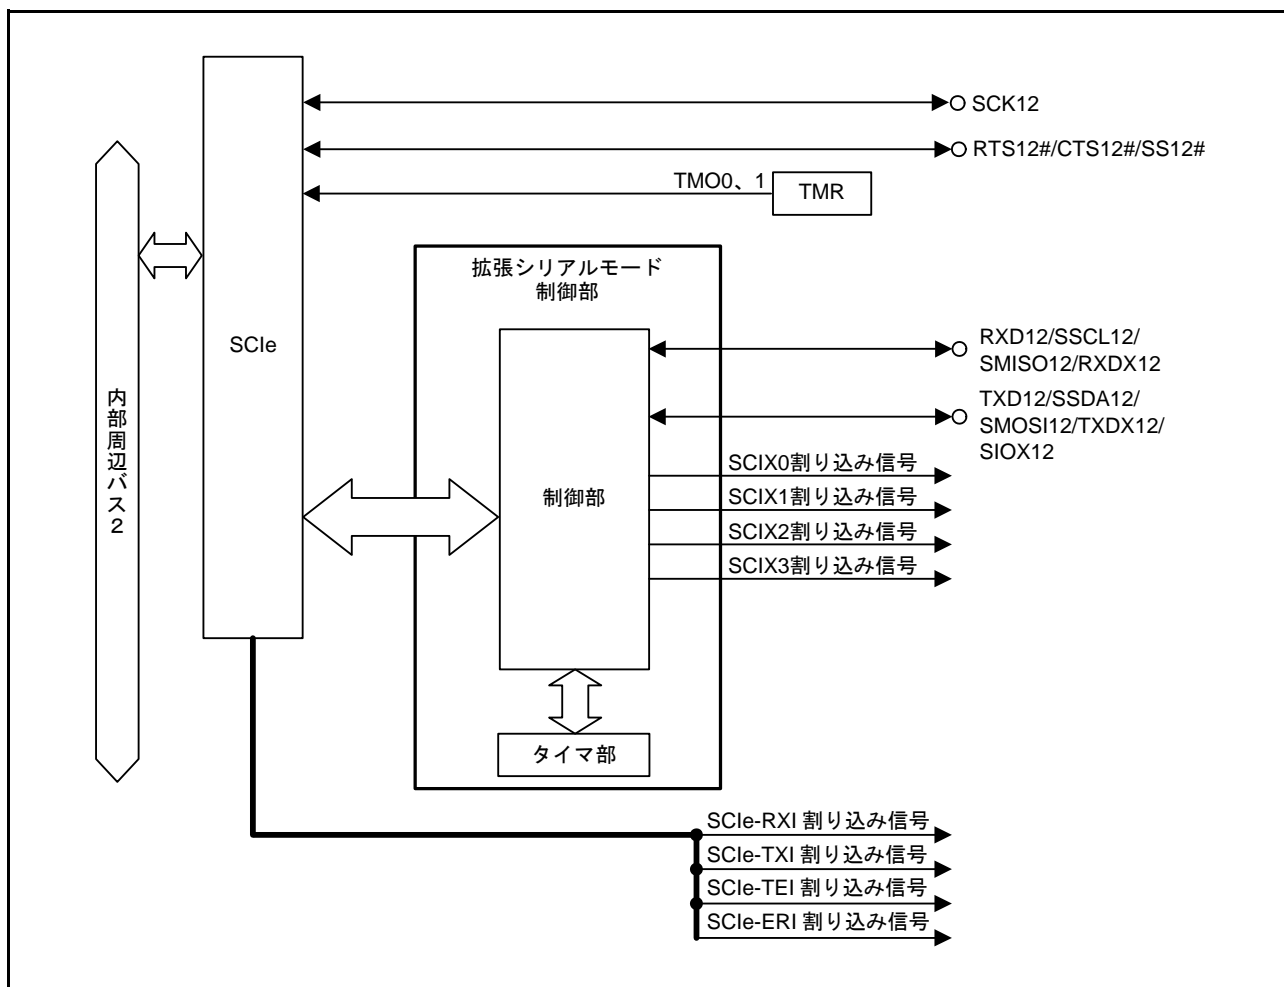 SCK12
RTS12#/CTS12#/SS12#
TMO0、1
TMR
拡張シリアルモード
制御部
SCIe
RXD12/SSCL12/
SMISO12/RXDX12
内部周辺バス2
TXD12/SSDA12/
SMOSI12/TXDX12/
SIOX12
SCIX0割り込み信号
制御部
SCIX1割り込み信号
SCIX2割り込み信号
SCIX3割り込み信号
タイマ部
SCIe-RXI 割り込み信号
SCIe-TXI 割り込み信号
SCIe-TEI 割り込み信号
SCIe-ERI 割り込み信号